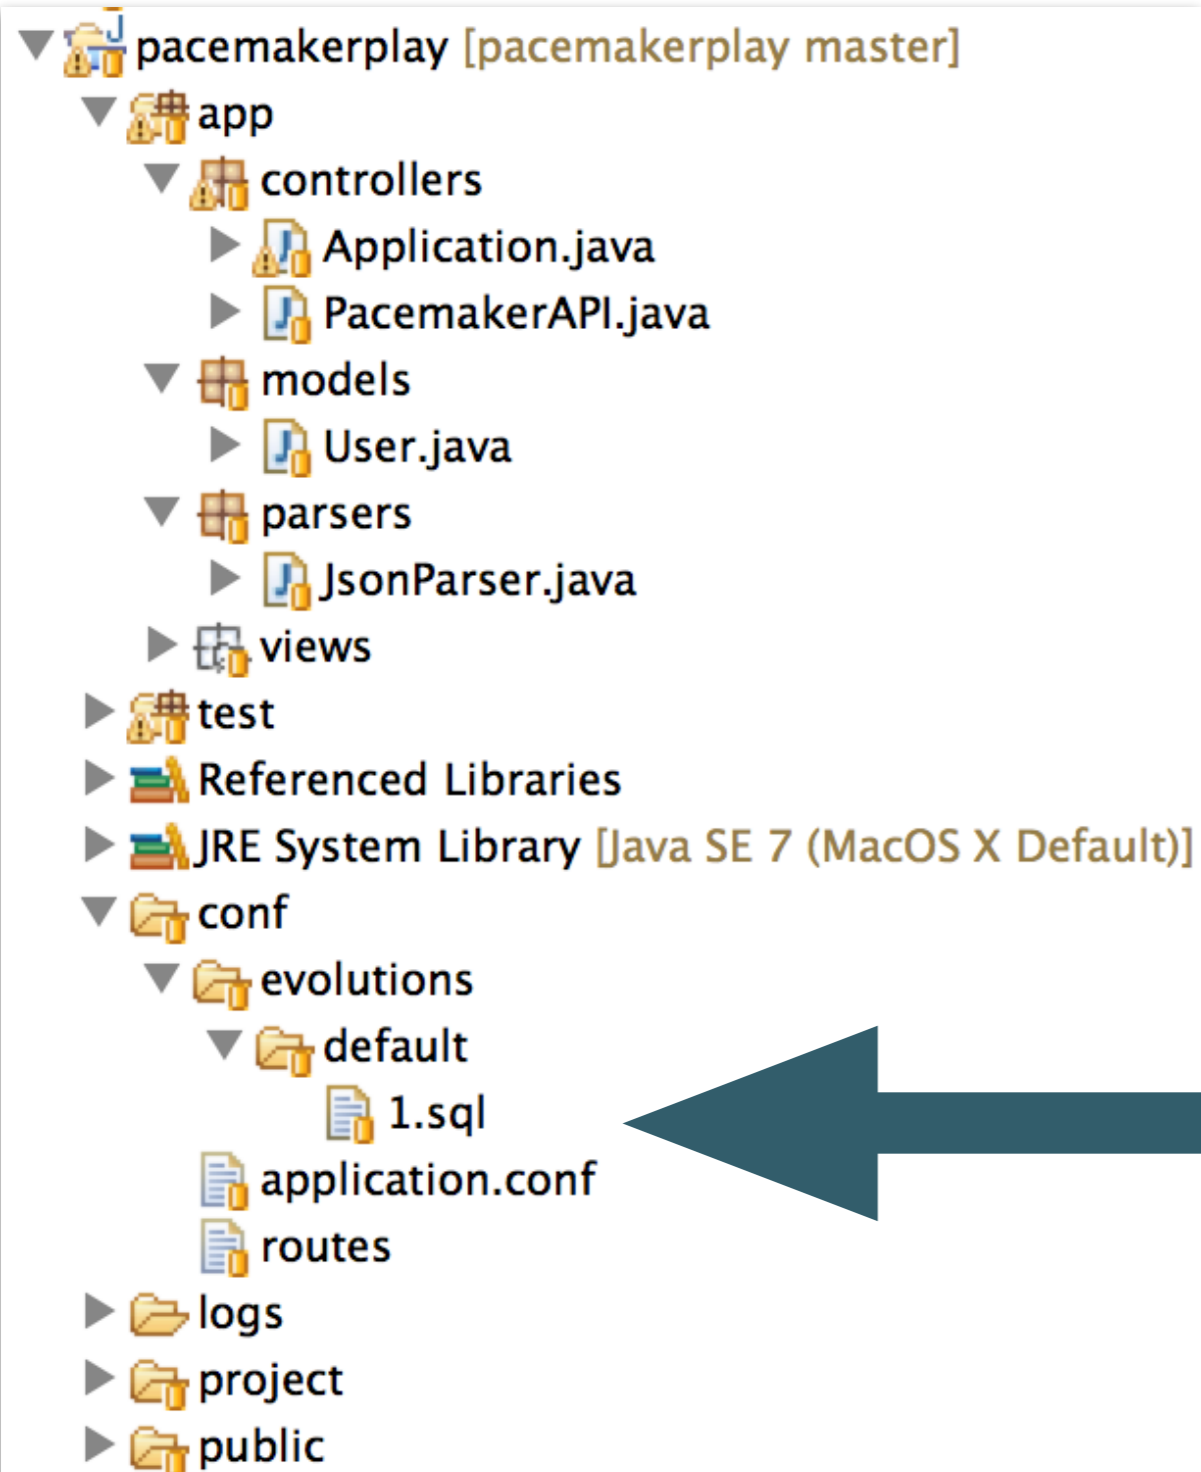 pacemakerplay [pacemakerplay master]
app
controllers
Application.java
PacemakerAPI.java
models
User.java
parsers
JsonParser.java
views
test
Referenced Libraries
JRE System Library [Java SE 7 (MacOS X Default)]
conf
evolutions
default
1.sql
application.conf
routes
logs
project
public